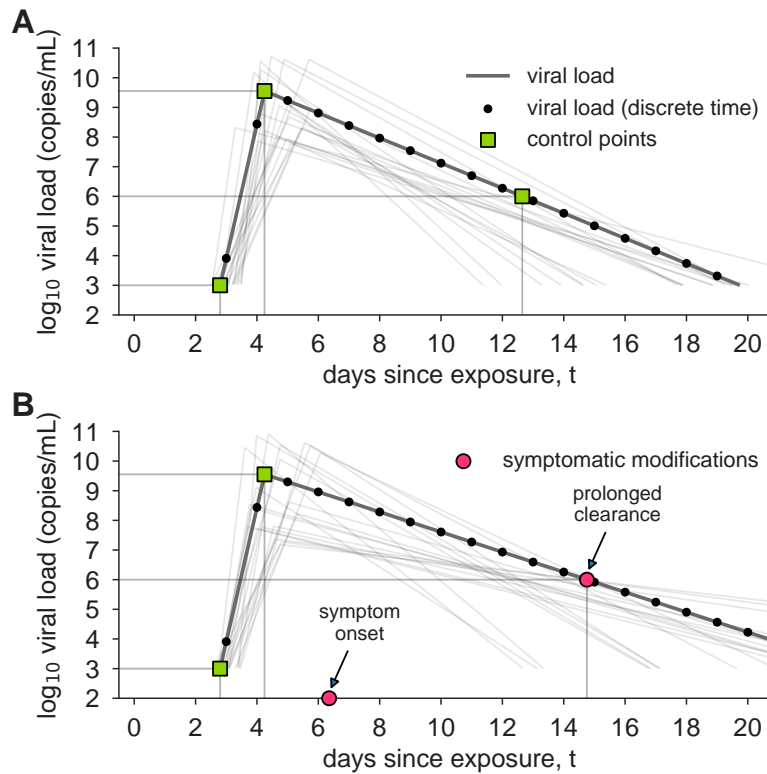 A
log10 viral load (copies/mL)
11
10
9
8
7
6
5
4
3
2
viral load
viral load (discrete time)
control points
0 2 4 6 8 10 12 14 16 18 20
days since exposure, t
B
log10 viral load (copies/mL)
11
10
9
8
7
6
5
4
3
2
symptomatic modifications
prolonged
clearance
symptom
onset
0 2 4 6 8 10 12 14 16 18 20
days since exposure, t